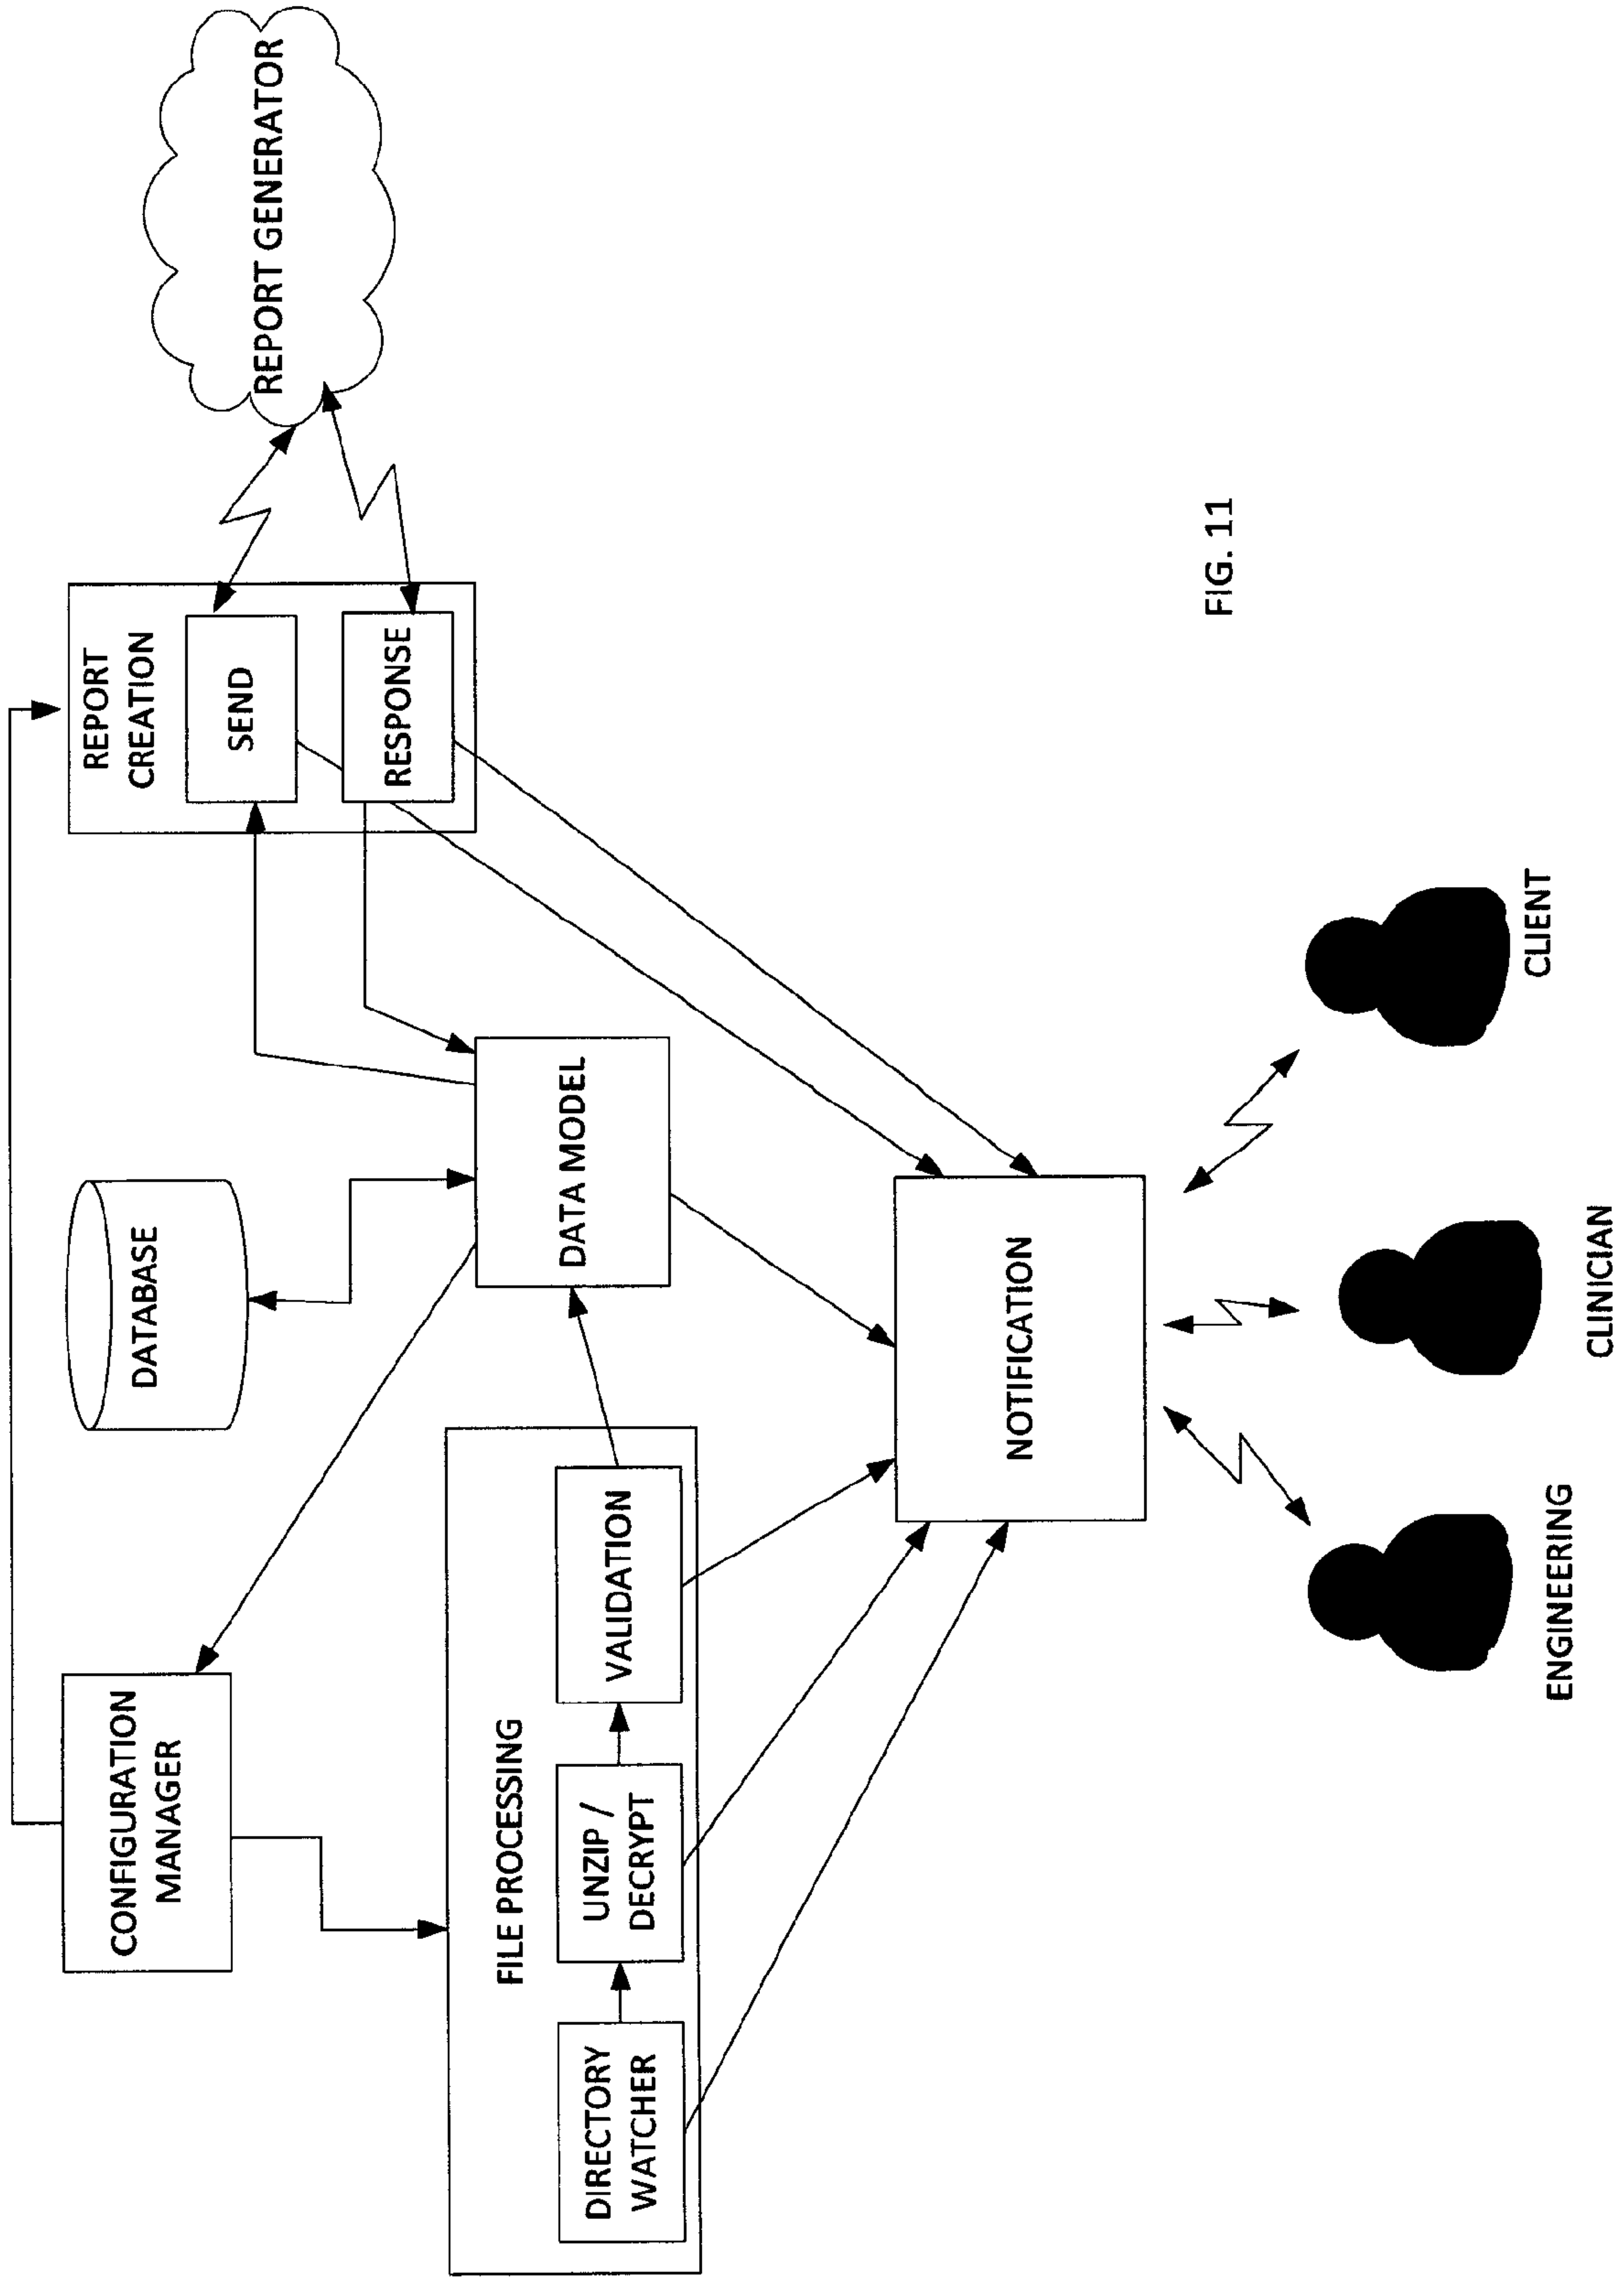 CONFIGURATION
MANAGER
DATABASE
REPORT
CREATION
SEND
RESPONSE
REPORT GENERATOR
FILE PROCESSING
DIRECTORY
WATCHER
UNZIP /
DECRYPT
VALIDATION
DATA MODEL
NOTIFICATION
ENGINEERING
CLINICIAN
CLIENT
FIG. 11